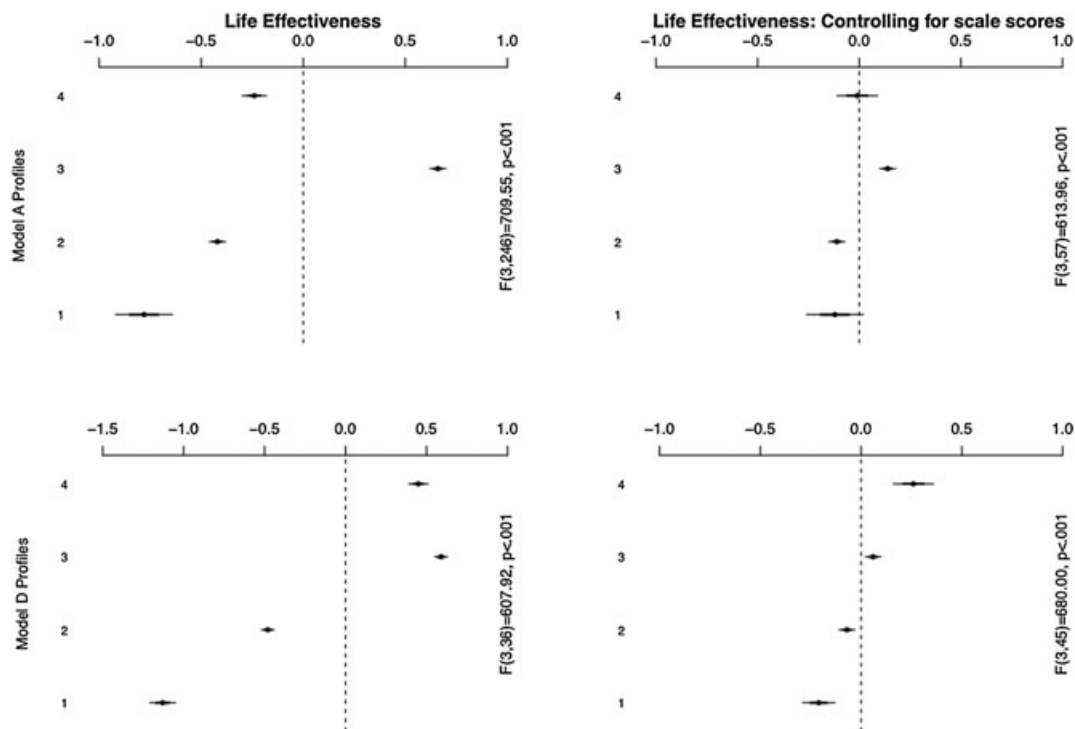 Life Effectiveness
−1.0 −0.5 0.0 0.5 1.0
4
3
2
1
Model A Profiles
F(3,246)=709.55, p<.001
Life Effectiveness: Controlling for scale scores
−1.0 −0.5 0.0 0.5 1.0
4
3
2
1
F(3,57)=613.96, p<.001
−1.5 −1.0 −0.5 0.0 0.5 1.0
4
3
2
1
Model D Profiles
F(3,36)=607.92, p<.001
−1.0 −0.5 0.0 0.5 1.0
4
3
2
1
F(3,45)=680.00, p<.001